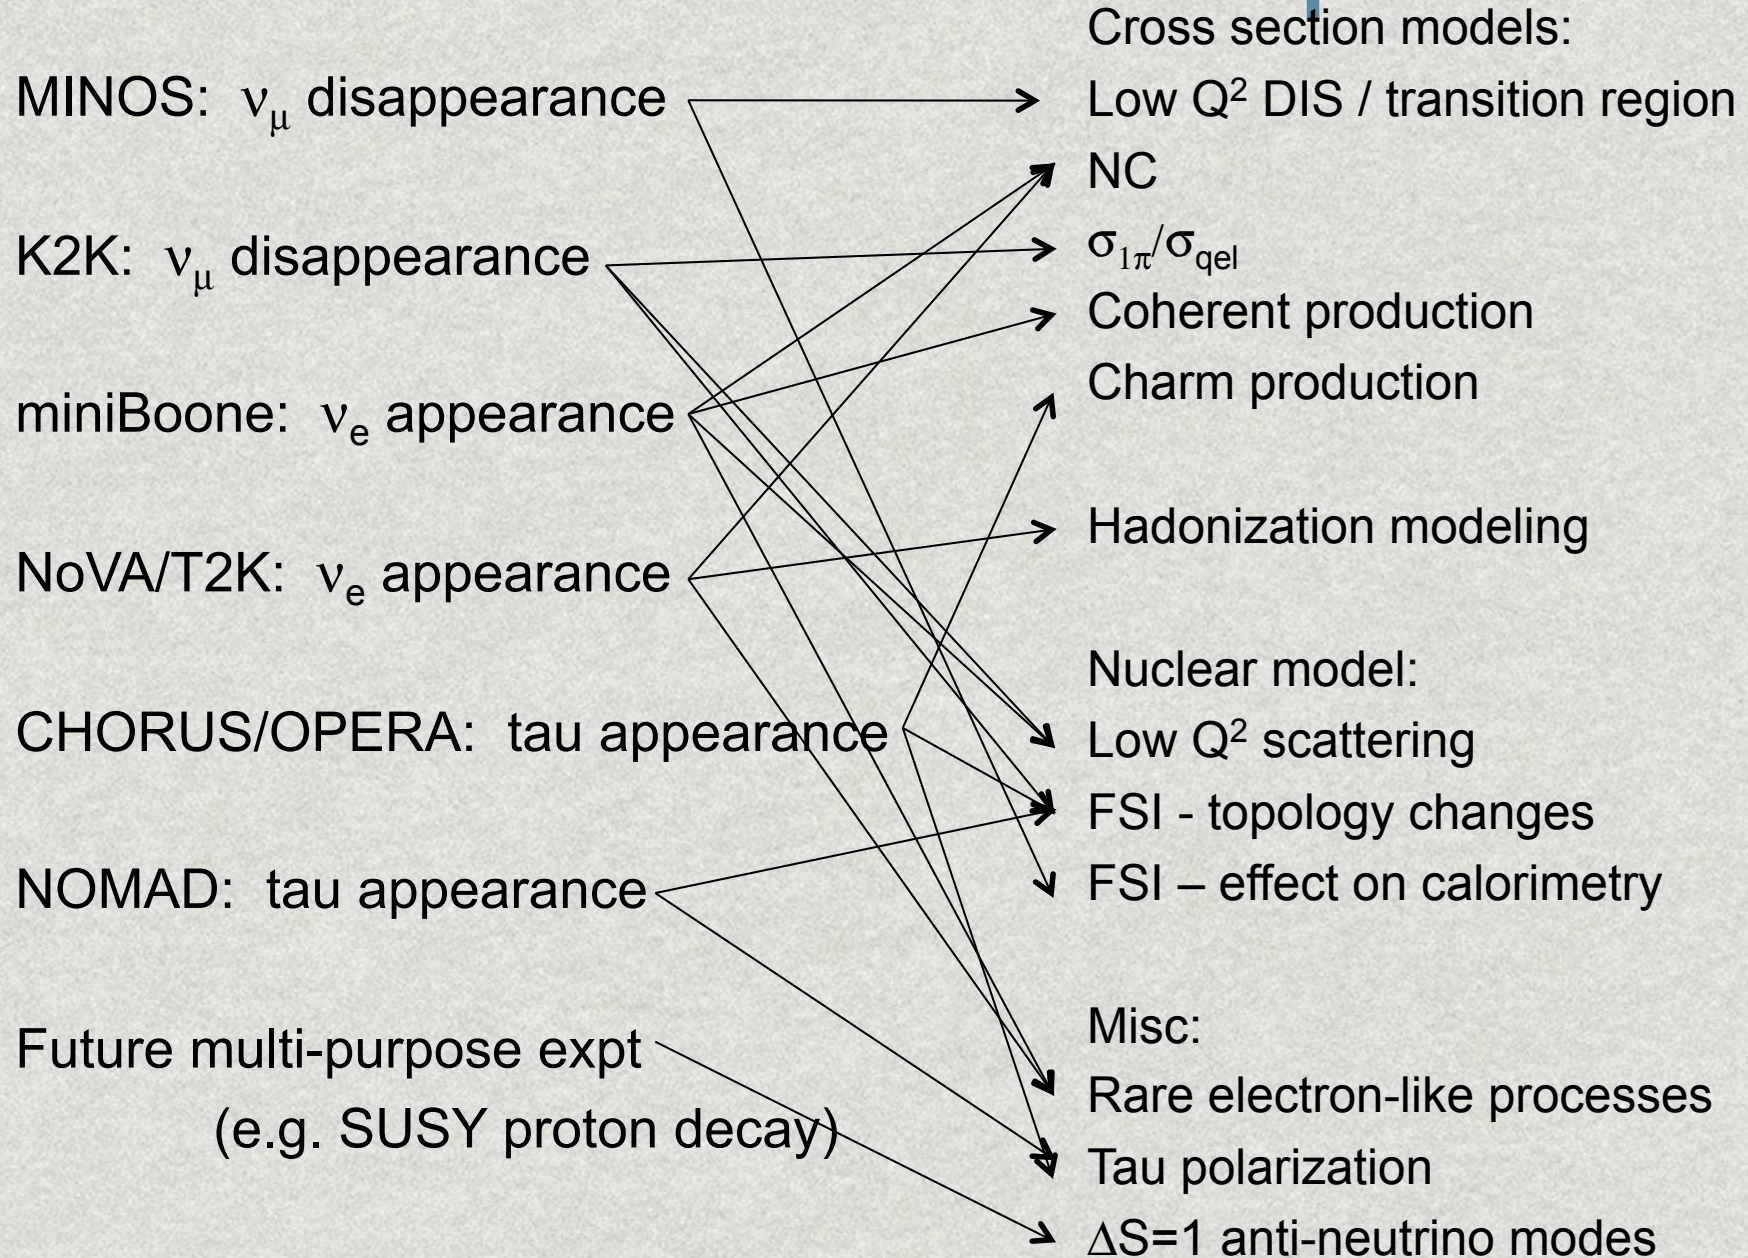 MINOS: νμ disappearance
K2K: νμ disappearance
miniBoone: νe appearance
NoVA/T2K: νe appearance
CHORUS/OPERA: tau appearance
NOMAD: tau appearance
Future multi-purpose expt
(e.g. SUSY proton decay)
Cross section models:
Low Q² DIS / transition region
NC
σ1π/σqel
Coherent production
Charm production
Hadonization modeling
Nuclear model:
Low Q² scattering
FSI - topology changes
FSI – effect on calorimetry
Misc:
Rare electron-like processes
Tau polarization
ΔS=1 anti-neutrino modes